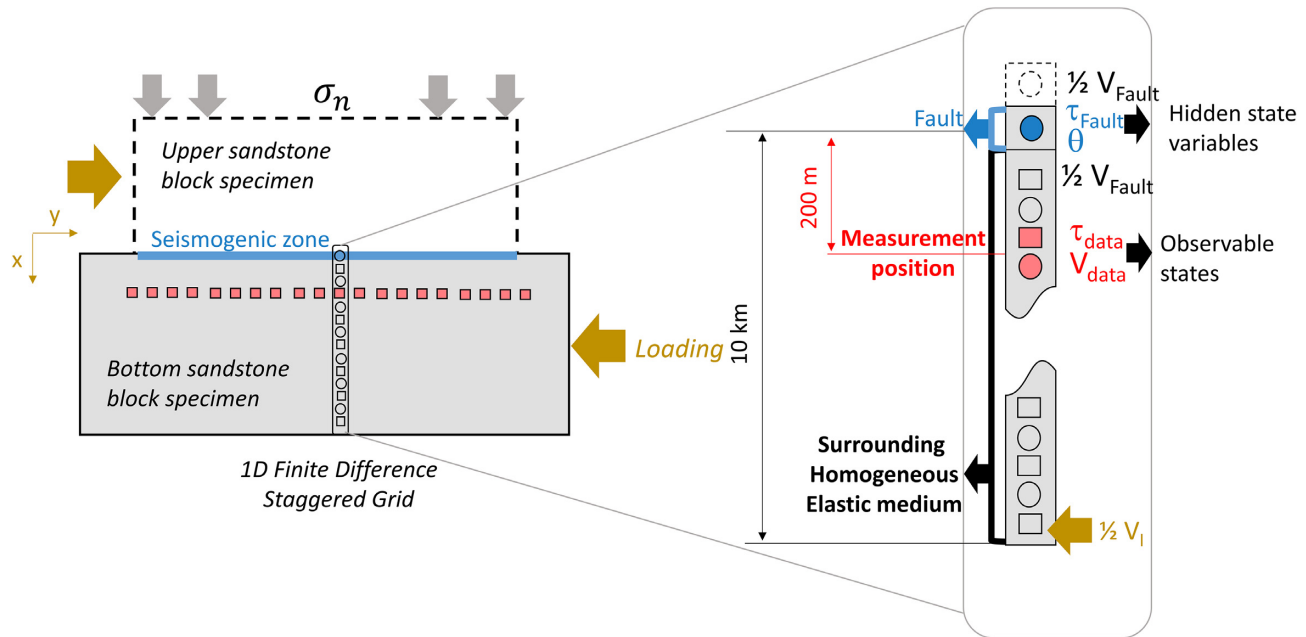 σn
Upper sandstone
block specimen
y
x
Seismogenic zone
Loading
Bottom sandstone
block specimen
1D Finite Difference
Staggered Grid
½ VFault
Fault
τFault
θ
Hidden state
variables
½ VFault
200 m
Measurement
position
τdata
Vdata
Observable
states
10 km
Surrounding
Homogeneous
Elastic medium
½ Vl